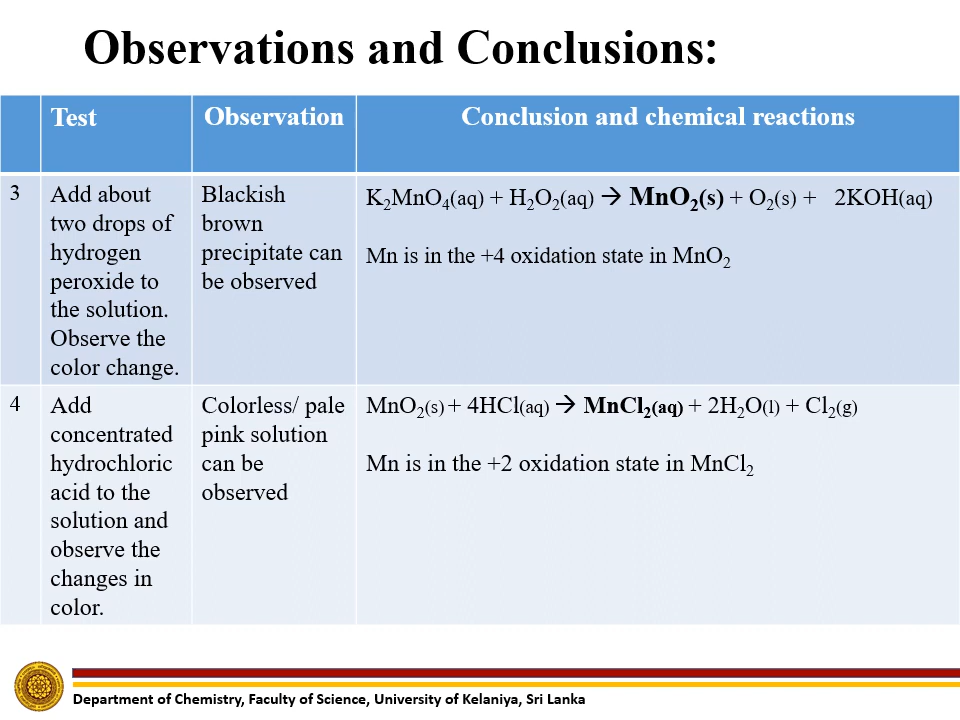 Observations and Conclusions:
Test
Observation
Conclusion and chemical reactions
3
Add about
two drops of
hydrogen
peroxide to
the solution.
Observe the
color change.
Blackish
brown
precipitate can
be observed
K₂MnO₄(aq) + H₂O₂(aq) → MnO₂(s) + O₂(s) + 2KOH(aq)
Mn is in the +4 oxidation state in MnO₂
4
Add
concentrated
hydrochloric
acid to the
solution and
observe the
changes in
color.
Colorless/ pale
pink solution
can be
observed
MnO₂(s) + 4HCl(aq) → MnCl₂(aq) + 2H₂O(l) + Cl₂(g)
Mn is in the +2 oxidation state in MnCl₂
Department of Chemistry, Faculty of Science, University of Kelaniya, Sri Lanka